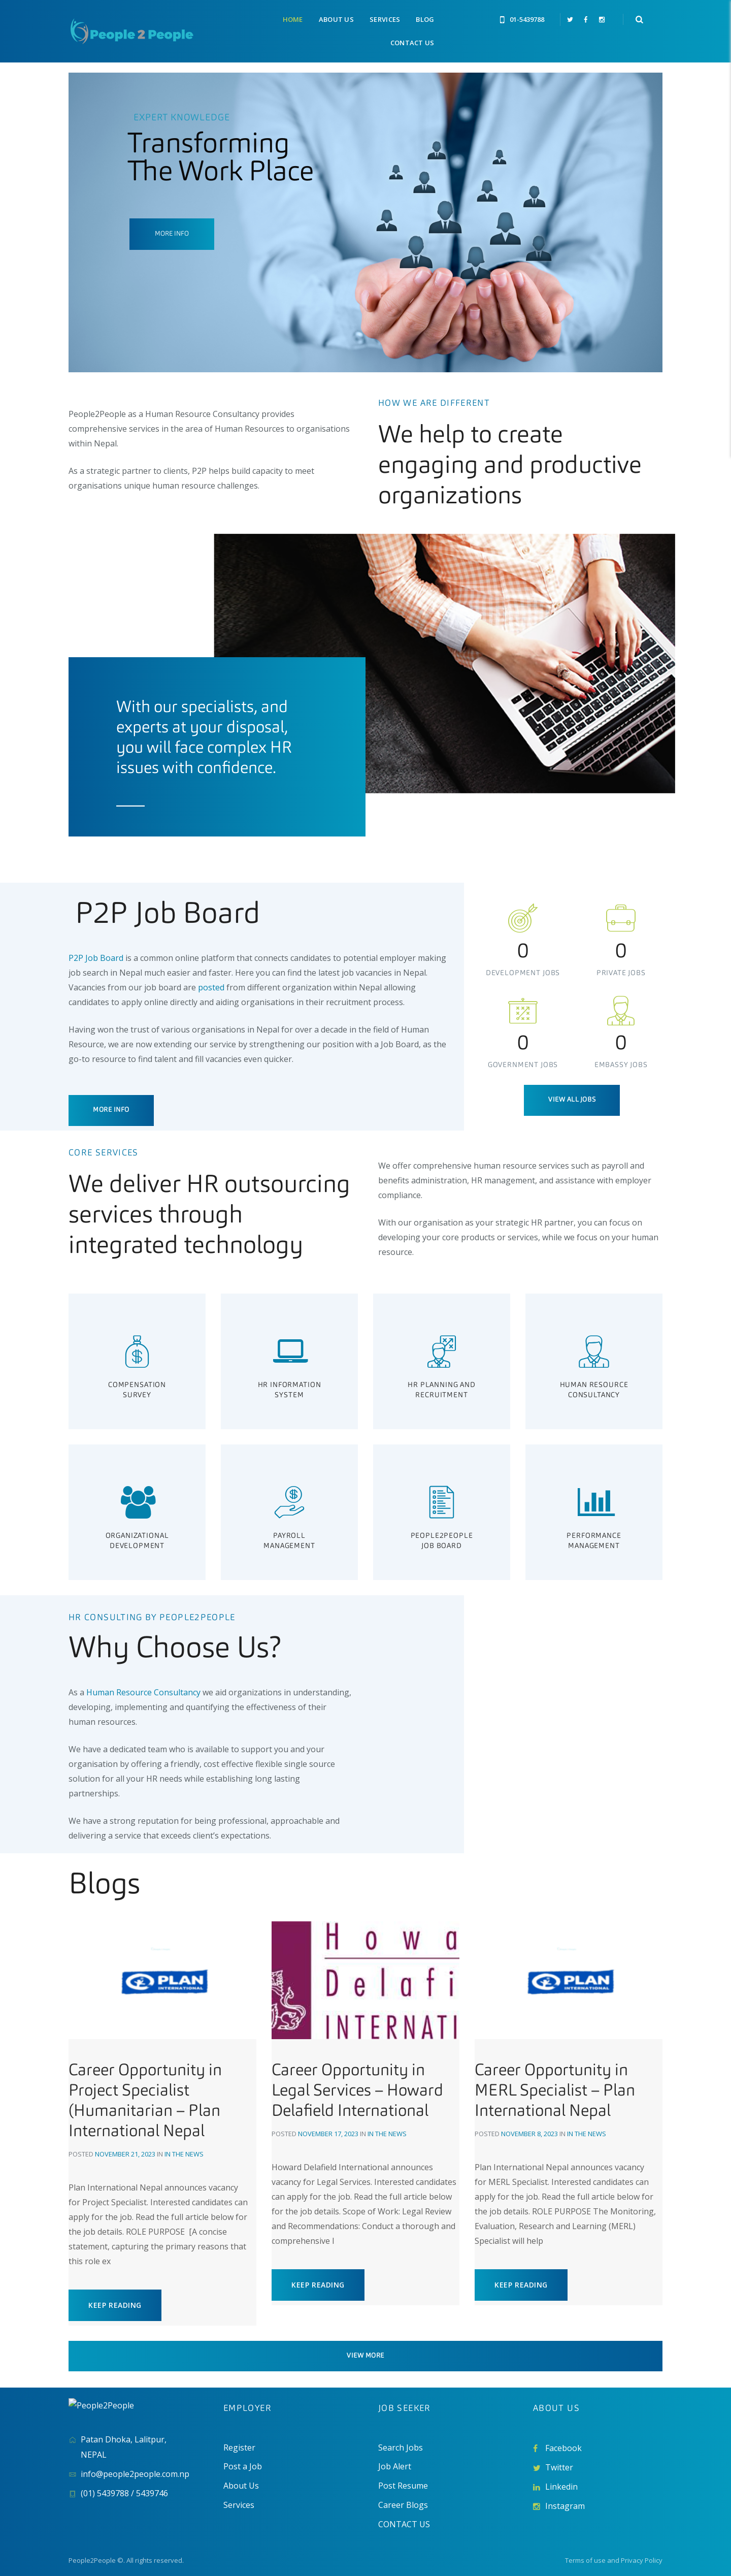 People 2 People
HOME
ABOUT US
SERVICES
BLOG
CONTACT US
01-5439788
EXPERT KNOWLEDGE
Transforming
The Work Place
MORE INFO
People2People as a Human Resource Consultancy provides
comprehensive services in the area of Human Resources to organisations
within Nepal.
As a strategic partner to clients, P2P helps build capacity to meet
organisations unique human resource challenges.
HOW WE ARE DIFFERENT
We help to create
engaging and productive
organizations
With our specialists, and
experts at your disposal,
you will face complex HR
issues with confidence.
P2P Job Board
P2P Job Board is a common online platform that connects candidates to potential employer making
job search in Nepal much easier and faster. Here you can find the latest job vacancies in Nepal.
Vacancies from our job board are posted from different organization within Nepal allowing
candidates to apply online directly and aiding organisations in their recruitment process.
Having won the trust of various organisations in Nepal for over a decade in the field of Human
Resource, we are now extending our service by strengthening our position with a Job Board, as the
go-to resource to find talent and fill vacancies even quicker.
MORE INFO
0
DEVELOPMENT JOBS
0
PRIVATE JOBS
0
GOVERNMENT JOBS
0
EMBASSY JOBS
VIEW ALL JOBS
CORE SERVICES
We deliver HR outsourcing
services through
integrated technology
We offer comprehensive human resource services such as payroll and
benefits administration, HR management, and assistance with employer
compliance.
With our organisation as your strategic HR partner, you can focus on
developing your core products or services, while we focus on your human
resource.
COMPENSATION
SURVEY
HR INFORMATION
SYSTEM
HR PLANNING AND
RECRUITMENT
HUMAN RESOURCE
CONSULTANCY
ORGANIZATIONAL
DEVELOPMENT
PAYROLL
MANAGEMENT
PEOPLE2PEOPLE
JOB BOARD
PERFORMANCE
MANAGEMENT
HR CONSULTING BY PEOPLE2PEOPLE
Why Choose Us?
As a Human Resource Consultancy we aid organizations in understanding,
developing, implementing and quantifying the effectiveness of their
human resources.
We have a dedicated team who is available to support you and your
organisation by offering a friendly, cost effective flexible single source
solution for all your HR needs while establishing long lasting
partnerships.
We have a strong reputation for being professional, approachable and
delivering a service that exceeds client's expectations.
Blogs
PLAN
INTERNATIONAL
Career Opportunity in
Project Specialist
(Humanitarian – Plan
International Nepal
POSTED NOVEMBER 21, 2023 IN IN THE NEWS
Plan International Nepal announces vacancy
for Project Specialist. Interested candidates can
apply for the job. Read the full article below for
the job details. ROLE PURPOSE [A concise
statement, capturing the primary reasons that
this role ex
KEEP READING
Howa
Delafi
INTERNATI
Career Opportunity in
Legal Services – Howard
Delafield International
POSTED NOVEMBER 17, 2023 IN IN THE NEWS
Howard Delafield International announces
vacancy for Legal Services. Interested candidates
can apply for the job. Read the full article below
for the job details. Scope of Work: Legal Review
and Recommendations: Conduct a thorough and
comprehensive l
KEEP READING
PLAN
INTERNATIONAL
Career Opportunity in
MERL Specialist – Plan
International Nepal
POSTED NOVEMBER 8, 2023 IN IN THE NEWS
Plan International Nepal announces vacancy
for MERL Specialist. Interested candidates can
apply for the job. Read the full article below for
the job details. ROLE PURPOSE The Monitoring,
Evaluation, Research and Learning (MERL)
Specialist will help
KEEP READING
VIEW MORE
People2People
Patan Dhoka, Lalitpur,
NEPAL
info@people2people.com.np
(01) 5439788 / 5439746
EMPLOYER
Register
Post a Job
About Us
Services
JOB SEEKER
Search Jobs
Job Alert
Post Resume
Career Blogs
CONTACT US
ABOUT US
Facebook
Twitter
Linkedin
Instagram
People2People ©. All rights reserved.
Terms of use and Privacy Policy